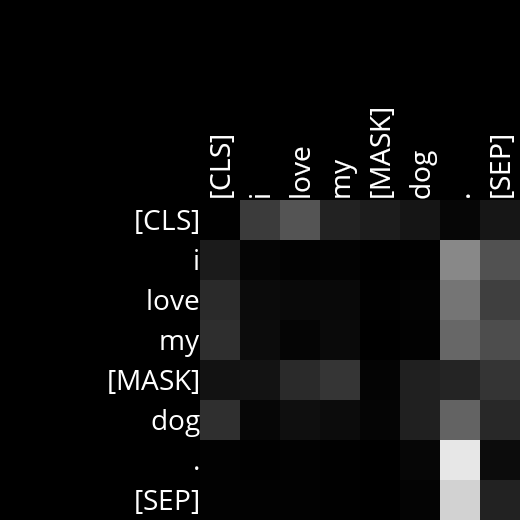 [CLS] i love my [MASK] dog . [SEP]
[CLS]
i
love
my
[MASK]
dog
.
[SEP]